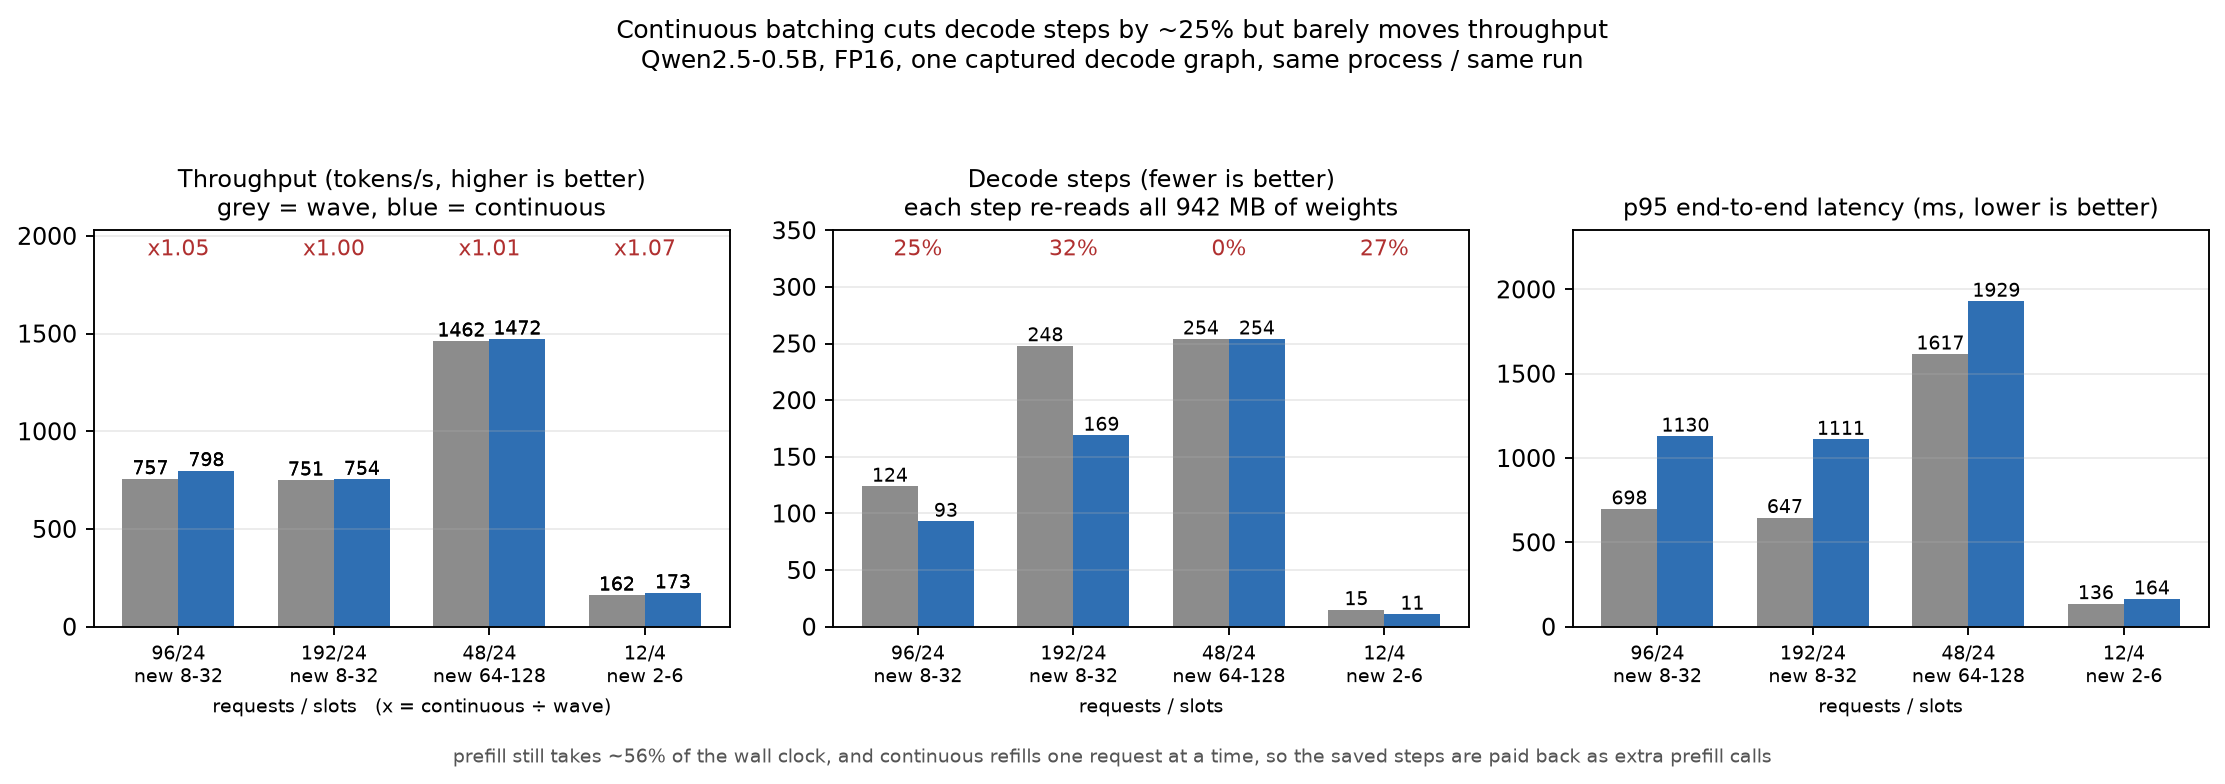 Continuous batching cuts decode steps by ~25% but barely moves throughput
Qwen2.5-0.5B, FP16, one captured decode graph, same process / same run
Throughput (tokens/s, higher is better)
grey = wave, blue = continuous
2000
1500
1000
500
0
x1.05
x1.00
x1.01
x1.07
757
798
751
754
1462
1472
162
173
96/24
new 8-32
192/24
new 8-32
48/24
new 64-128
12/4
new 2-6
requests / slots (x = continuous ÷ wave)
Decode steps (fewer is better)
each step re-reads all 942 MB of weights
350
300
250
200
150
100
50
0
25%
32%
0%
27%
124
93
248
169
254
254
15
11
96/24
new 8-32
192/24
new 8-32
48/24
new 64-128
12/4
new 2-6
requests / slots
p95 end-to-end latency (ms, lower is better)
2000
1500
1000
500
0
698
1130
647
1111
1617
1929
136
164
96/24
new 8-32
192/24
new 8-32
48/24
new 64-128
12/4
new 2-6
requests / slots
prefill still takes ~56% of the wall clock, and continuous refills one request at a time, so the saved steps are paid back as extra prefill calls